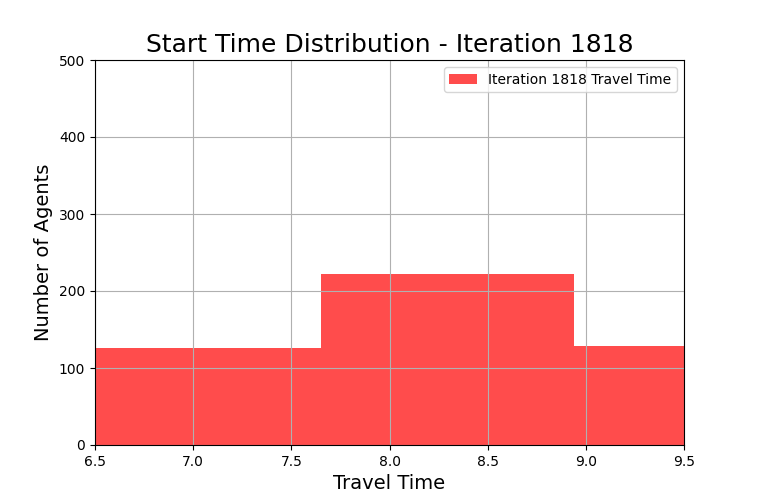 Start Time Distribution - Iteration 1818
Iteration 1818 Travel Time
Number of Agents
500
400
300
200
100
0
6.5 7.0 7.5 8.0 8.5 9.0 9.5
Travel Time